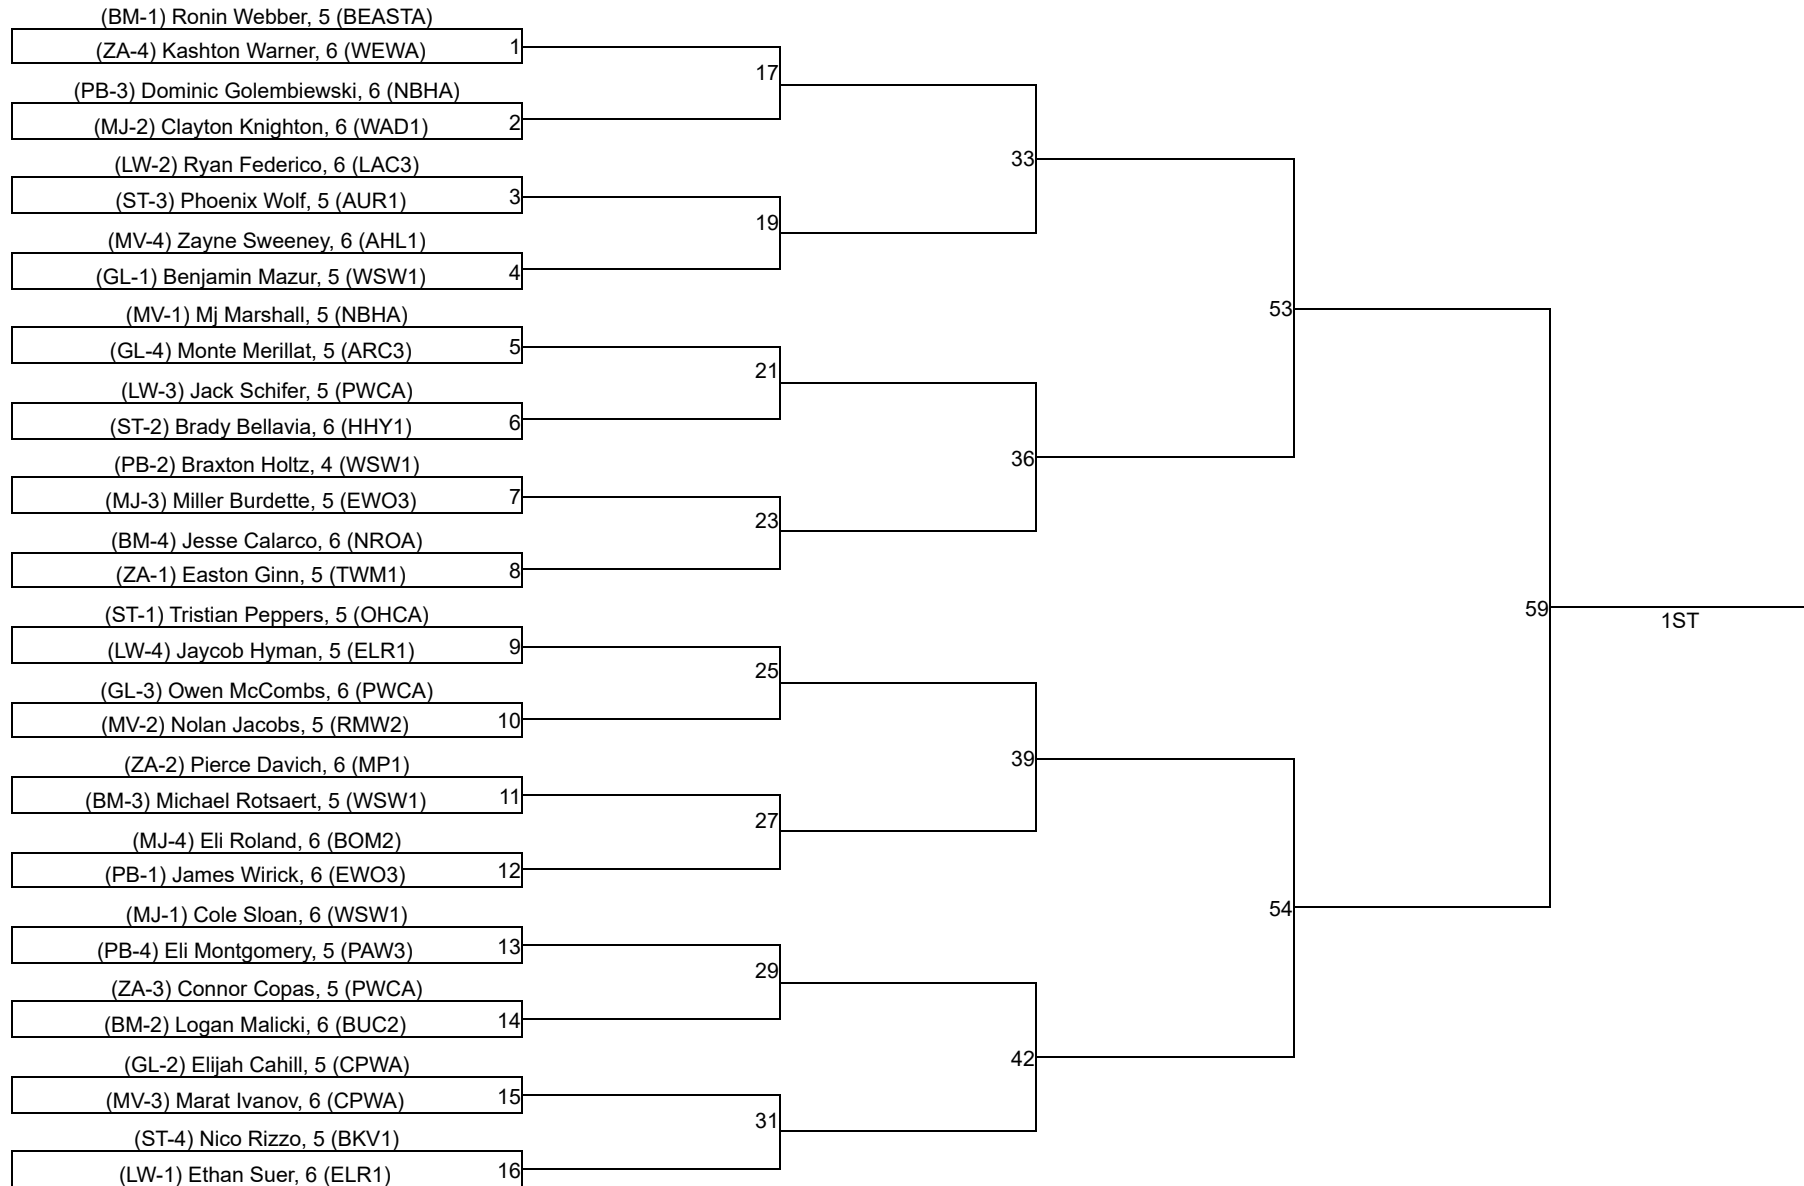 (BM-1) Ronin Webber, 5 (BEASTA)
(ZA-4) Kashton Warner, 6 (WEWA)
1
17
(PB-3) Dominic Golembiewski, 6 (NBHA)
(MJ-2) Clayton Knighton, 6 (WAD1)
2
33
(LW-2) Ryan Federico, 6 (LAC3)
(ST-3) Phoenix Wolf, 5 (AUR1)
3
19
(MV-4) Zayne Sweeney, 6 (AHL1)
(GL-1) Benjamin Mazur, 5 (WSW1)
4
53
(MV-1) Mj Marshall, 5 (NBHA)
(GL-4) Monte Merillat, 5 (ARC3)
5
21
(LW-3) Jack Schifer, 5 (PWCA)
(ST-2) Brady Bellavia, 6 (HHY1)
6
36
(PB-2) Braxton Holtz, 4 (WSW1)
(MJ-3) Miller Burdette, 5 (EWO3)
7
23
(BM-4) Jesse Calarco, 6 (NROA)
(ZA-1) Easton Ginn, 5 (TWM1)
8
59
1ST
(ST-1) Tristian Peppers, 5 (OHCA)
(LW-4) Jaycob Hyman, 5 (ELR1)
9
25
(GL-3) Owen McCombs, 6 (PWCA)
(MV-2) Nolan Jacobs, 5 (RMW2)
10
39
(ZA-2) Pierce Davich, 6 (MP1)
(BM-3) Michael Rotsaert, 5 (WSW1)
11
27
(MJ-4) Eli Roland, 6 (BOM2)
(PB-1) James Wirick, 6 (EWO3)
12
54
(MJ-1) Cole Sloan, 6 (WSW1)
(PB-4) Eli Montgomery, 5 (PAW3)
13
29
(ZA-3) Connor Copas, 5 (PWCA)
(BM-2) Logan Malicki, 6 (BUC2)
14
42
(GL-2) Elijah Cahill, 5 (CPWA)
(MV-3) Marat Ivanov, 6 (CPWA)
15
31
(ST-4) Nico Rizzo, 5 (BKV1)
(LW-1) Ethan Suer, 6 (ELR1)
16